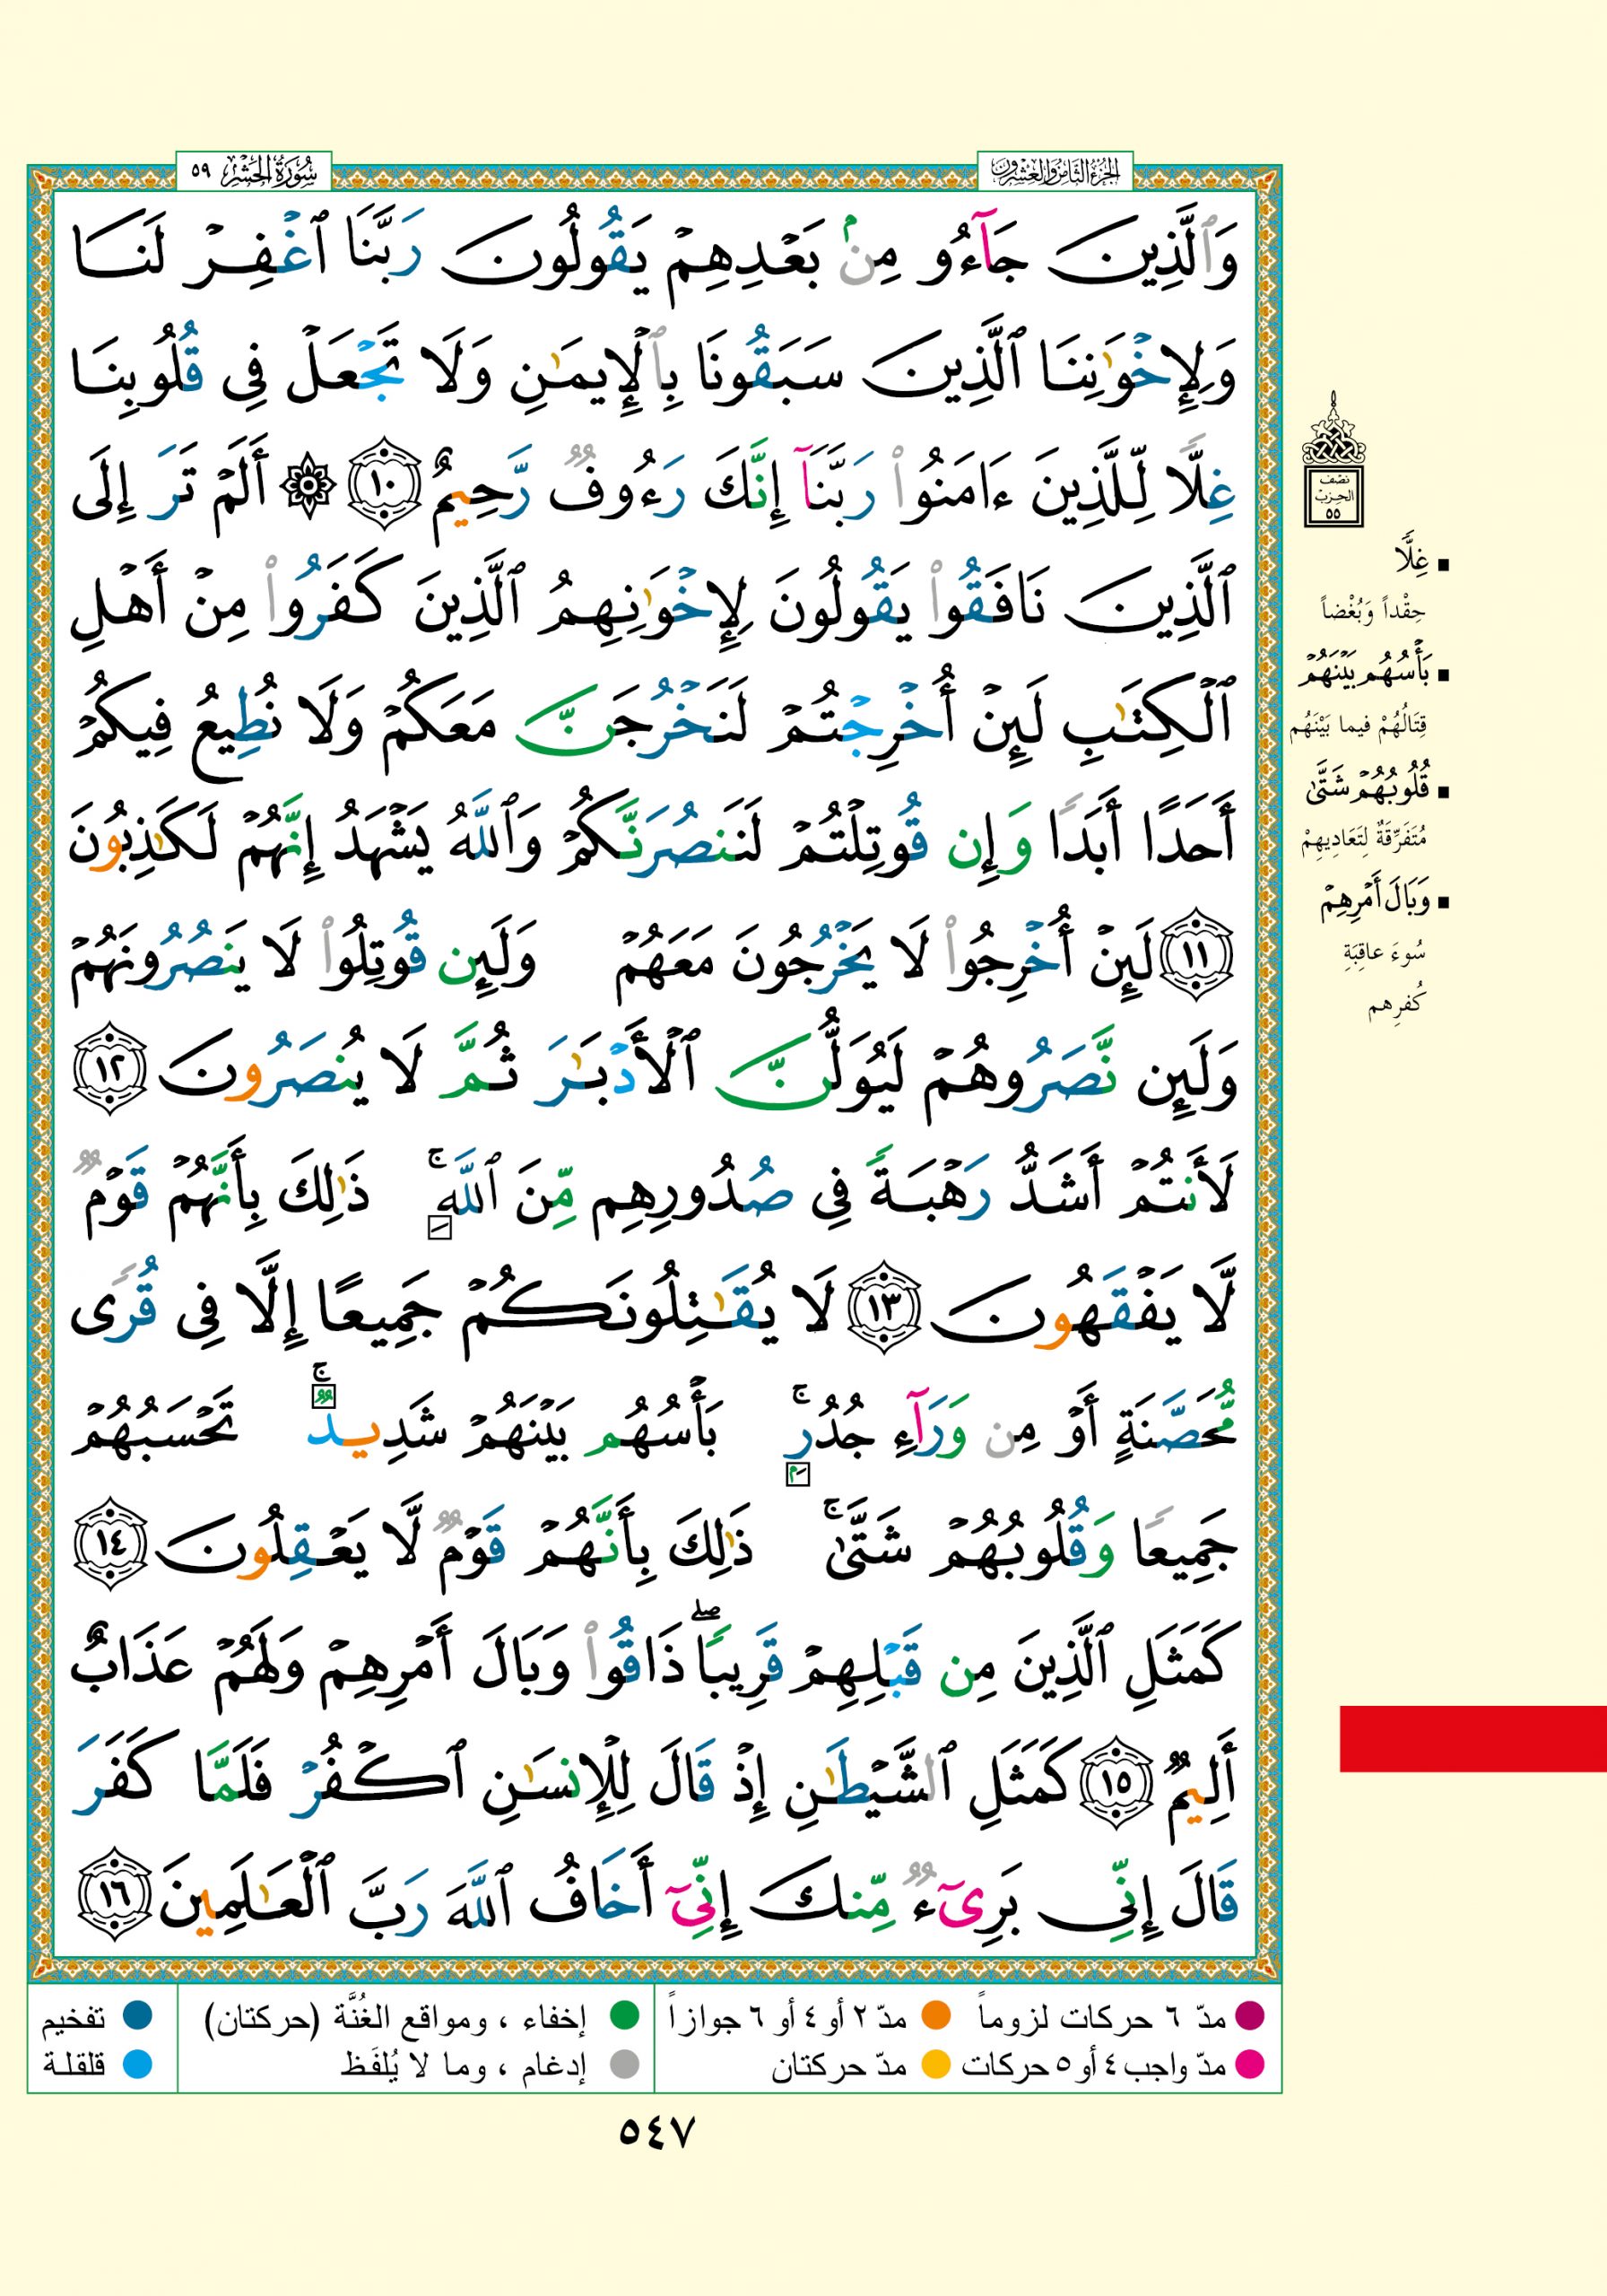 الجزء الثامن والعشرون
سورة الحشر ٥٩
وَٱلَّذِينَ جَآءُو مِنۢ بَعۡدِهِمۡ يَقُولُونَ رَبَّنَا ٱغۡفِرۡ لَنَا
وَلِإِخۡوَٰنِنَا ٱلَّذِينَ سَبَقُونَا بِٱلۡإِيمَٰنِ وَلَا تَجۡعَلۡ فِي قُلُوبِنَا
غِلّٗا لِّلَّذِينَ ءَامَنُواْ رَبَّنَآ إِنَّكَ رَءُوفٞ رَّحِيمٌ ١٠ ۞ أَلَمۡ تَرَ إِلَى
ٱلَّذِينَ نَافَقُواْ يَقُولُونَ لِإِخۡوَٰنِهِمُ ٱلَّذِينَ كَفَرُواْ مِنۡ أَهۡلِ
ٱلۡكِتَٰبِ لَئِنۡ أُخۡرِجۡتُمۡ لَنَخۡرُجَنَّ مَعَكُمۡ وَلَا نُطِيعُ فِيكُمۡ
أَحَدًا أَبَدٗا وَإِن قُوتِلۡتُمۡ لَنَنصُرَنَّكُمۡ وَٱللَّهُ يَشۡهَدُ إِنَّهُمۡ لَكَٰذِبُونَ
١١ لَئِنۡ أُخۡرِجُواْ لَا يَخۡرُجُونَ مَعَهُمۡ وَلَئِن قُوتِلُواْ لَا يَنصُرُونَهُمۡ
وَلَئِن نَّصَرُوهُمۡ لَيُوَلُّنَّ ٱلۡأَدۡبَٰرَ ثُمَّ لَا يُنصَرُونَ ١٢
لَأَنتُمۡ أَشَدُّ رَهۡبَةٗ فِي صُدُورِهِم مِّنَ ٱللَّهِۚ ذَٰلِكَ بِأَنَّهُمۡ قَوۡمٞ
لَّا يَفۡقَهُونَ ١٣ لَا يُقَٰتِلُونَكُمۡ جَمِيعًا إِلَّا فِي قُرٗى
مُّحَصَّنَةٍ أَوۡ مِن وَرَآءِ جُدُرِۭۚ بَأۡسُهُم بَيۡنَهُمۡ شَدِيدٞۚ تَحۡسَبُهُمۡ
جَمِيعٗا وَقُلُوبُهُمۡ شَتَّىٰۚ ذَٰلِكَ بِأَنَّهُمۡ قَوۡمٞ لَّا يَعۡقِلُونَ ١٤
كَمَثَلِ ٱلَّذِينَ مِن قَبۡلِهِمۡ قَرِيبٗاۖ ذَاقُواْ وَبَالَ أَمۡرِهِمۡ وَلَهُمۡ عَذَابٌ
أَلِيمٞ ١٥ كَمَثَلِ ٱلشَّيۡطَٰنِ إِذۡ قَالَ لِلۡإِنسَٰنِ ٱكۡفُرۡ فَلَمَّا كَفَرَ
قَالَ إِنِّي بَرِيٓءٞ مِّنكَ إِنِّيٓ أَخَافُ ٱللَّهَ رَبَّ ٱلۡعَٰلَمِينَ ١٦
نصف
الحزب
٥٥
غِلّٗا
حِقْداً وَبُغْضاً
بَأۡسُهُم بَيۡنَهُمۡ
قِتَالُهُمْ فيما بَيْنَهُم
قُلُوبُهُمۡ شَتَّىٰ
مُتَفَرِّقَةٌ لِتَعَادِيهِمْ
وَبَالَ أَمۡرِهِمۡ
سُوءَ عاقِبَةِ
كُفرِهم
مدّ ٦ حركات لزوماً مدّ ٢ أو ٤ أو ٦ جوازاً
مدّ واجب ٤ أو ٥ حركات مدّ حركتان
إخفاء ، ومواقع الغُنَّة (حركتان)
إدغام ، وما لا يُلفَظ
تفخيم
قلقلة
٥٤٧